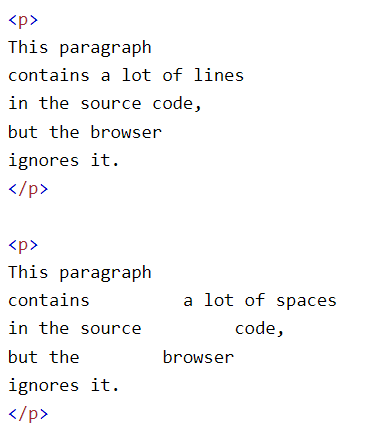 <p>
This paragraph
contains a lot of lines
in the source code,
but the browser
ignores it.
</p>

<p>
This paragraph
contains         a lot of spaces
in the source         code,
but the        browser
ignores it.
</p>